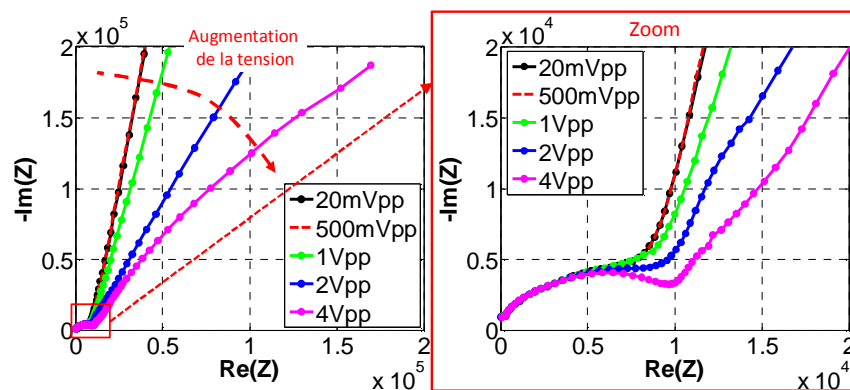 x 10^5
Augmentation
de la tension
-Im(Z)
2
1.5
1
0.5
0
0
0.5
1
1.5
2
Re(Z)
x 10^5
20mVpp
500mVpp
1Vpp
2Vpp
4Vpp
x 10^4
Zoom
-Im(Z)
2
1.5
1
0.5
0
0
0.5
1
1.5
2
Re(Z)
x 10^4
20mVpp
500mVpp
1Vpp
2Vpp
4Vpp